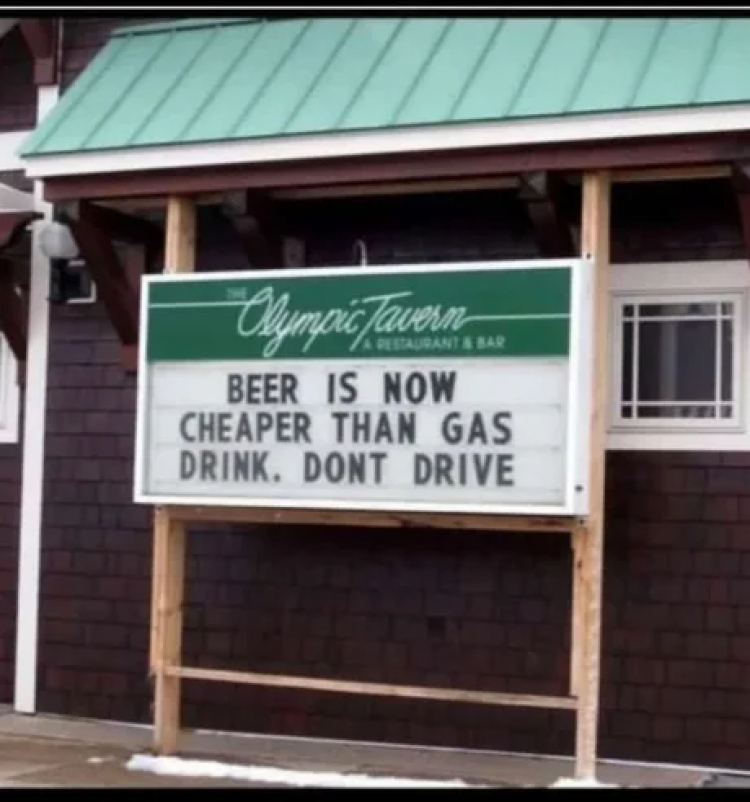 THE Olympic Tavern
A RESTAURANT & BAR
BEER IS NOW
CHEAPER THAN GAS
DRINK. DONT DRIVE